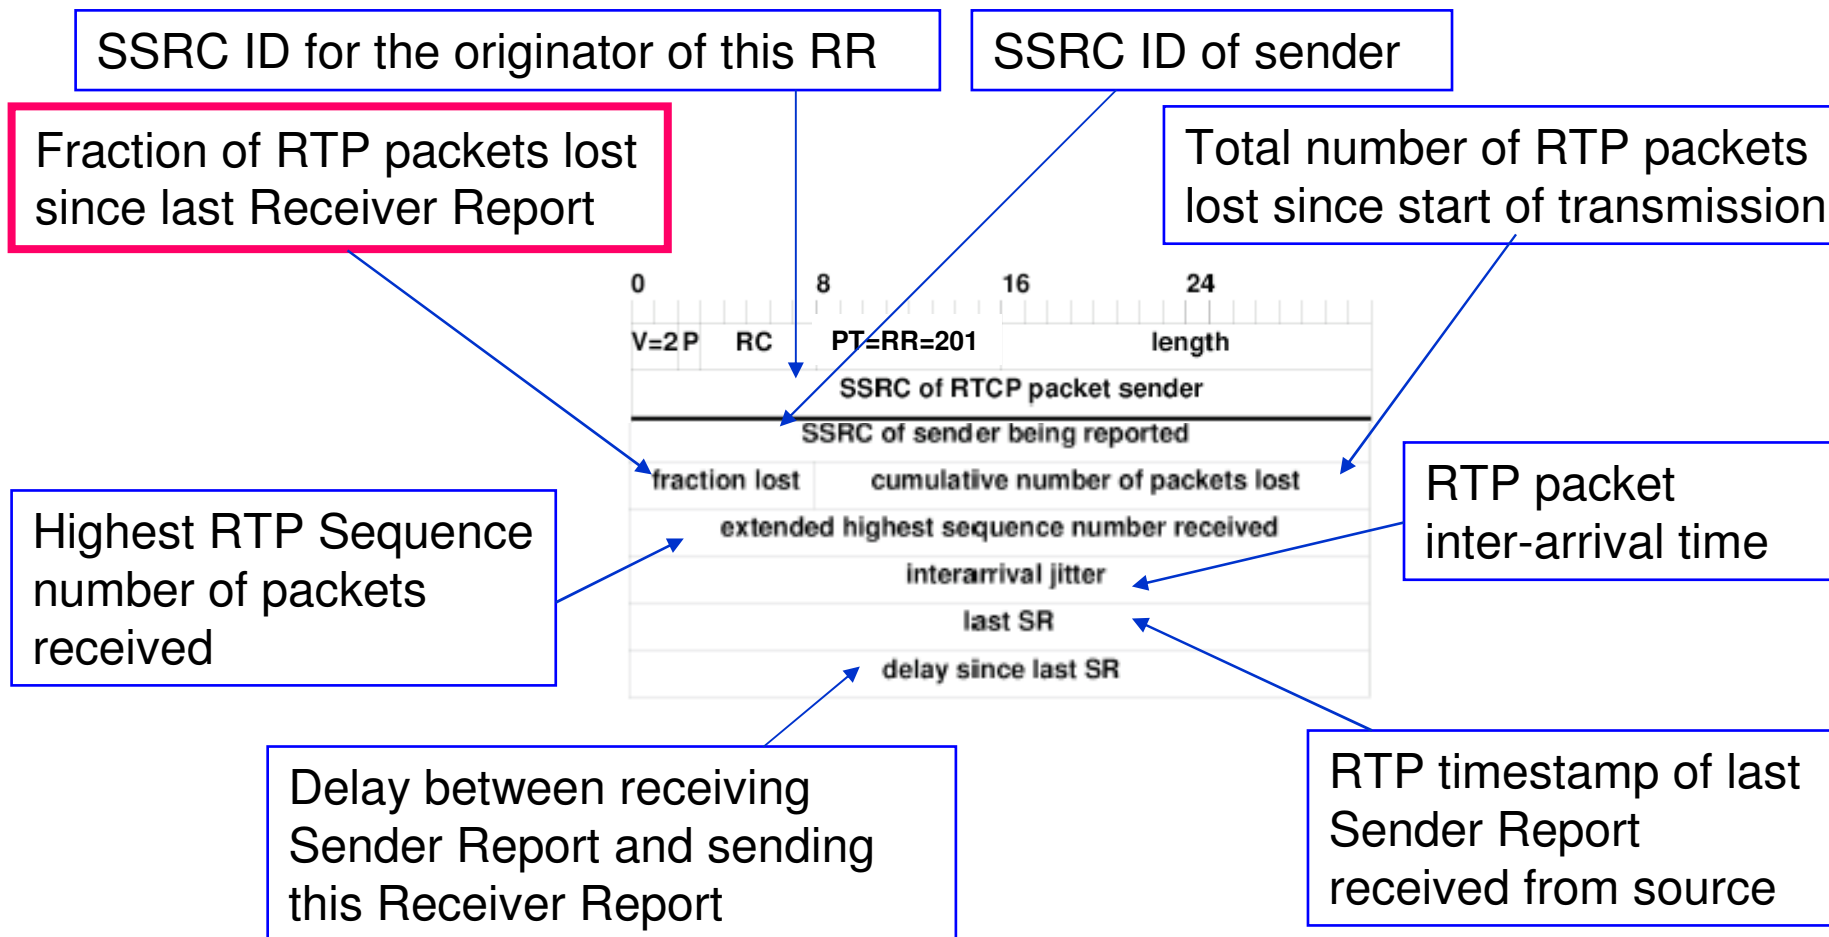 SSRC ID for the originator of this RR
SSRC ID of sender
Fraction of RTP packets lost
since last Receiver Report
Total number of RTP packets
lost since start of transmission
0 8 16 24
V=2 P RC PT=RR=201 length
SSRC of RTCP packet sender
SSRC of sender being reported
fraction lost cumulative number of packets lost
extended highest sequence number received
interarrival jitter
last SR
delay since last SR
Highest RTP Sequence
number of packets
received
RTP packet
inter-arrival time
Delay between receiving
Sender Report and sending
this Receiver Report
RTP timestamp of last
Sender Report
received from source